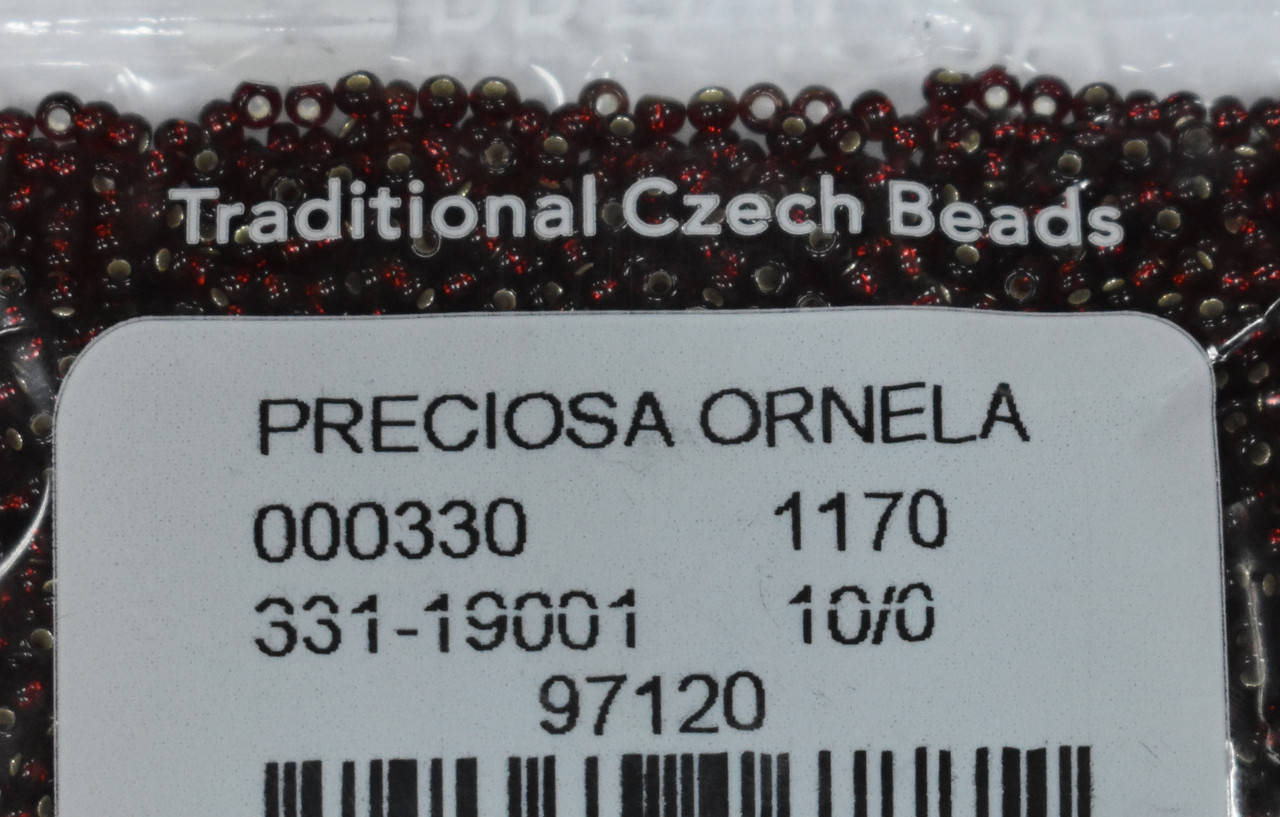 Traditional Czech Beads
PRECIOSA ORNELA
000330 1170
331-19001 10/0
97120